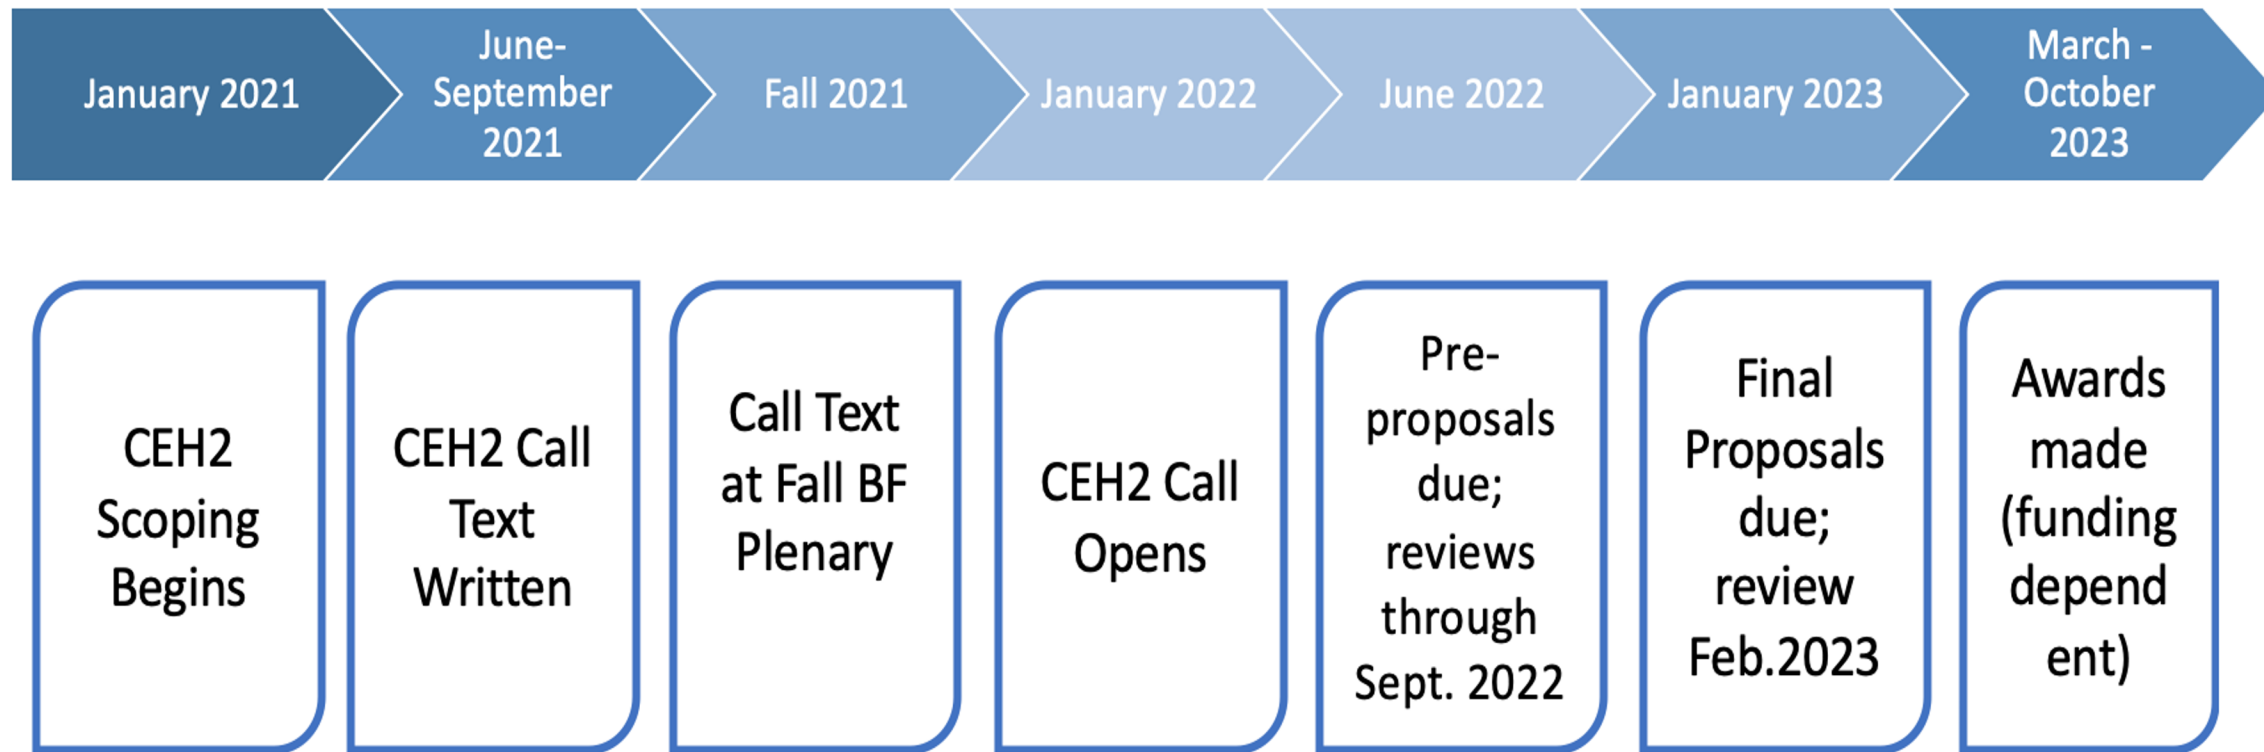 January 2021
June-
September
2021
Fall 2021
January 2022
June 2022
January 2023
March -
October
2023
CEH2
Scoping
Begins
CEH2 Call
Text
Written
Call Text
at Fall BF
Plenary
CEH2 Call
Opens
Pre-
proposals
due;
reviews
through
Sept. 2022
Final
Proposals
due;
review
Feb.2023
Awards
made
(funding
depend
ent)